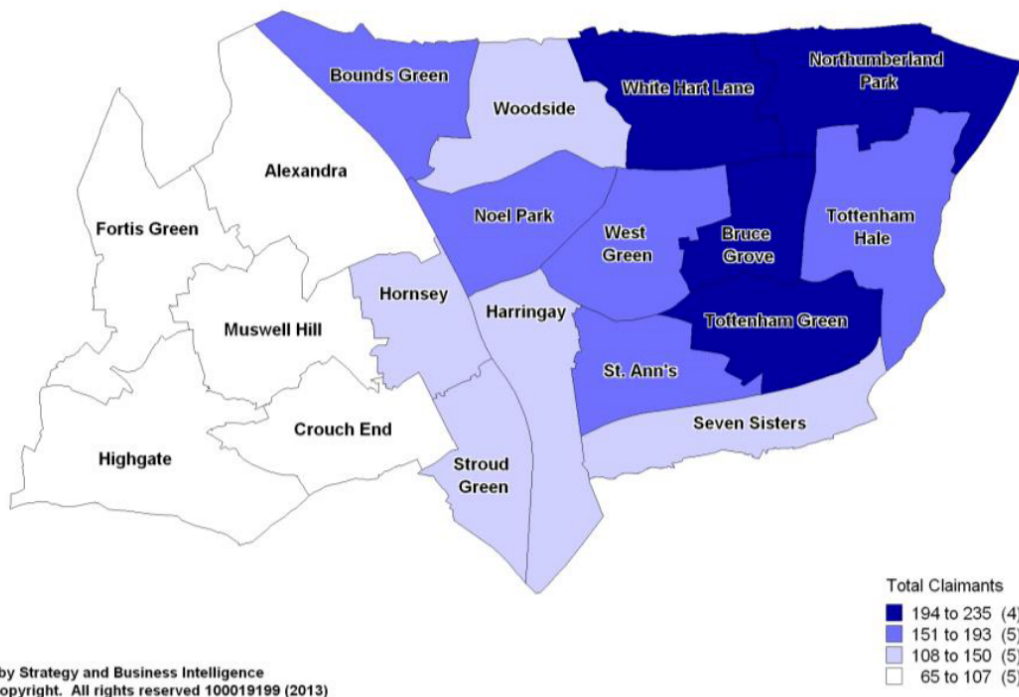 Bounds Green
Woodside
White Hart Lane
Northumberland
Park
Alexandra
Fortis Green
Noel Park
West
Green
Bruce
Grove
Tottenham
Hale
Hornsey
Harringay
Muswell Hill
Tottenham Green
St. Ann's
Crouch End
Seven Sisters
Highgate
Stroud
Green
Total Claimants
194 to 235 (4)
151 to 193 (5)
108 to 150 (5)
65 to 107 (5)
by Strategy and Business Intelligence
opyright. All rights reserved 100019199 (2013)